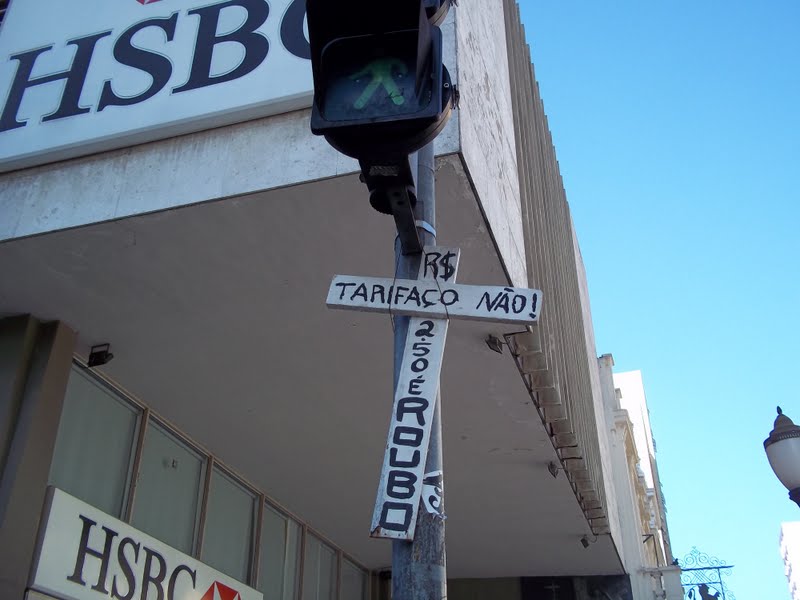 HSBC
R$
TARIFAÇO NÃO!
2.50 É ROUBO
HSBC